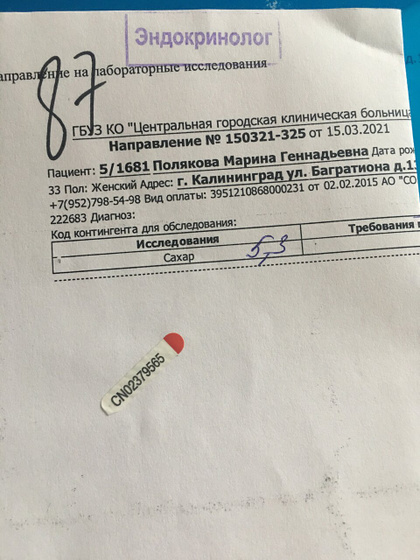 Эндокринолог
аправление на лабораторные исследования
87
ГБУЗ КО "Центральная городская клиническая больница
Направление № 150321-325 от 15.03.2021
Пациент: 5/1681 Полякова Марина Геннадьевна Дата рож
33 Пол: Женский Адрес: г. Калининград ул. Багратиона д.1
+7(952)798-54-98 Вид оплаты: 3951210868000231 от 02.02.2015 АО "СО
222683 Диагноз:
Код контингента для обследования:
Исследования Требования
Сахар 5,3
CN02379565